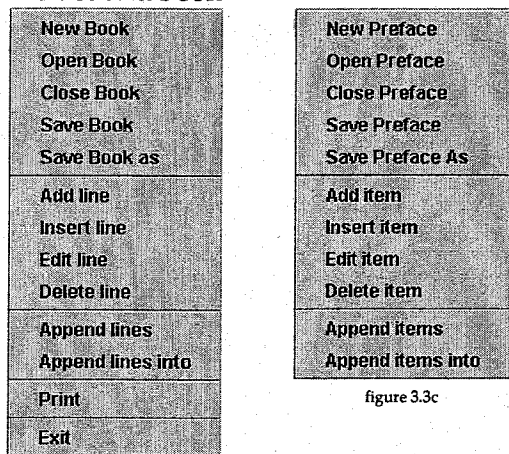 New Book
Open Book
Close Book
Save Book
Save Book as
Add line
Insert line
Edit line
Delete line
Append lines
Append lines into
Print
Exit
New Preface
Open Preface
Close Preface
Save Preface
Save Preface As
Add item
Insert item
Edit item
Delete item
Append items
Append items into
figure 3.3c